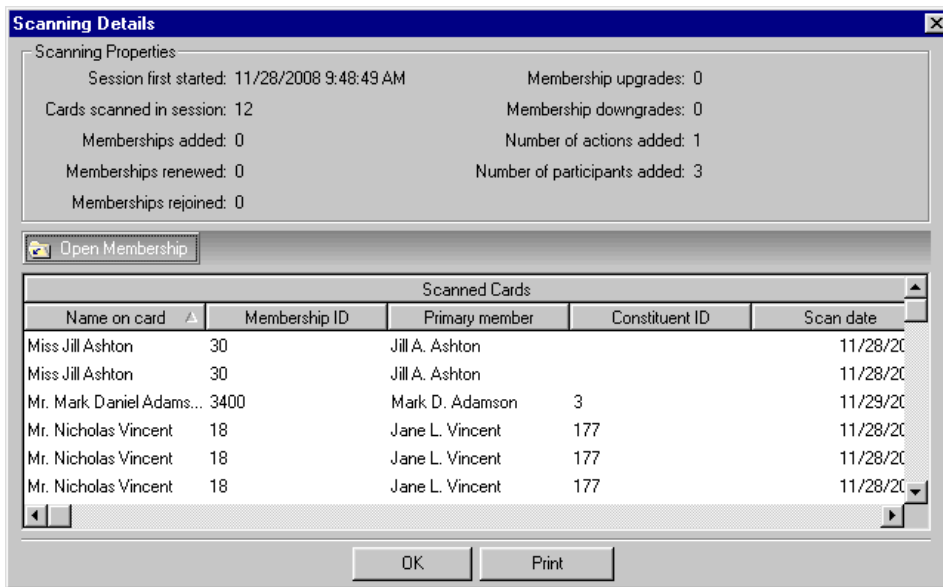 Scanning Details
Scanning Properties
Session first started: 11/28/2008 9:48:49 AM Membership upgrades: 0
Cards scanned in session: 12 Membership downgrades: 0
Memberships added: 0 Number of actions added: 1
Memberships renewed: 0 Number of participants added: 3
Memberships rejoined: 0
Open Membership
Scanned Cards
Name on card Membership ID Primary member Constituent ID Scan date
Miss Jill Ashton 30 Jill A. Ashton 11/28/20
Miss Jill Ashton 30 Jill A. Ashton 11/28/20
Mr. Mark Daniel Adams... 3400 Mark D. Adamson 3 11/29/20
Mr. Nicholas Vincent 18 Jane L. Vincent 177 11/28/20
Mr. Nicholas Vincent 18 Jane L. Vincent 177 11/28/20
Mr. Nicholas Vincent 18 Jane L. Vincent 177 11/28/20
OK Print